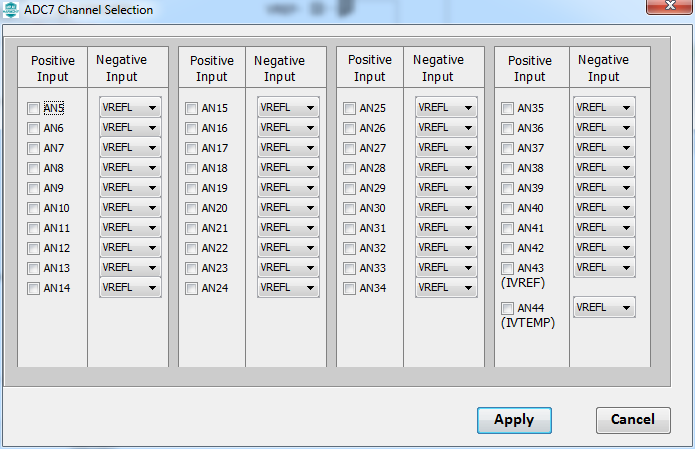 ADC7 Channel Selection
Positive Input Negative Input Positive Input Negative Input Positive Input Negative Input Positive Input Negative Input
AN5 VREFL AN15 VREFL AN25 VREFL AN35 VREFL
AN6 VREFL AN16 VREFL AN26 VREFL AN36 VREFL
AN7 VREFL AN17 VREFL AN27 VREFL AN37 VREFL
AN8 VREFL AN18 VREFL AN28 VREFL AN38 VREFL
AN9 VREFL AN19 VREFL AN29 VREFL AN39 VREFL
AN10 VREFL AN20 VREFL AN30 VREFL AN40 VREFL
AN11 VREFL AN21 VREFL AN31 VREFL AN41 VREFL
AN12 VREFL AN22 VREFL AN32 VREFL AN42 VREFL
AN13 VREFL AN23 VREFL AN33 VREFL AN43 VREFL
(IVREF)
AN14 VREFL AN24 VREFL AN34 VREFL
AN44 VREFL
(IVTEMP)
Apply Cancel